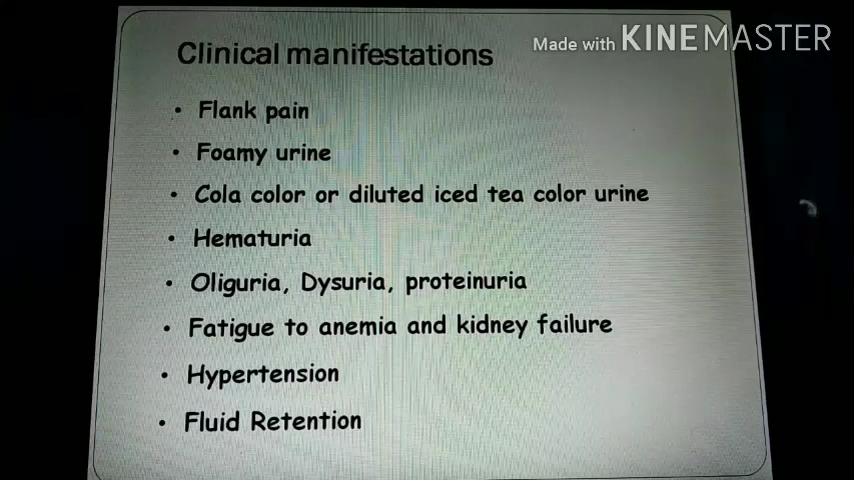 Clinical manifestations
Made with KINEMASTER
• Flank pain
• Foamy urine
• Cola color or diluted iced tea color urine
• Hematuria
• Oliguria, Dysuria, proteinuria
• Fatigue to anemia and kidney failure
• Hypertension
• Fluid Retention